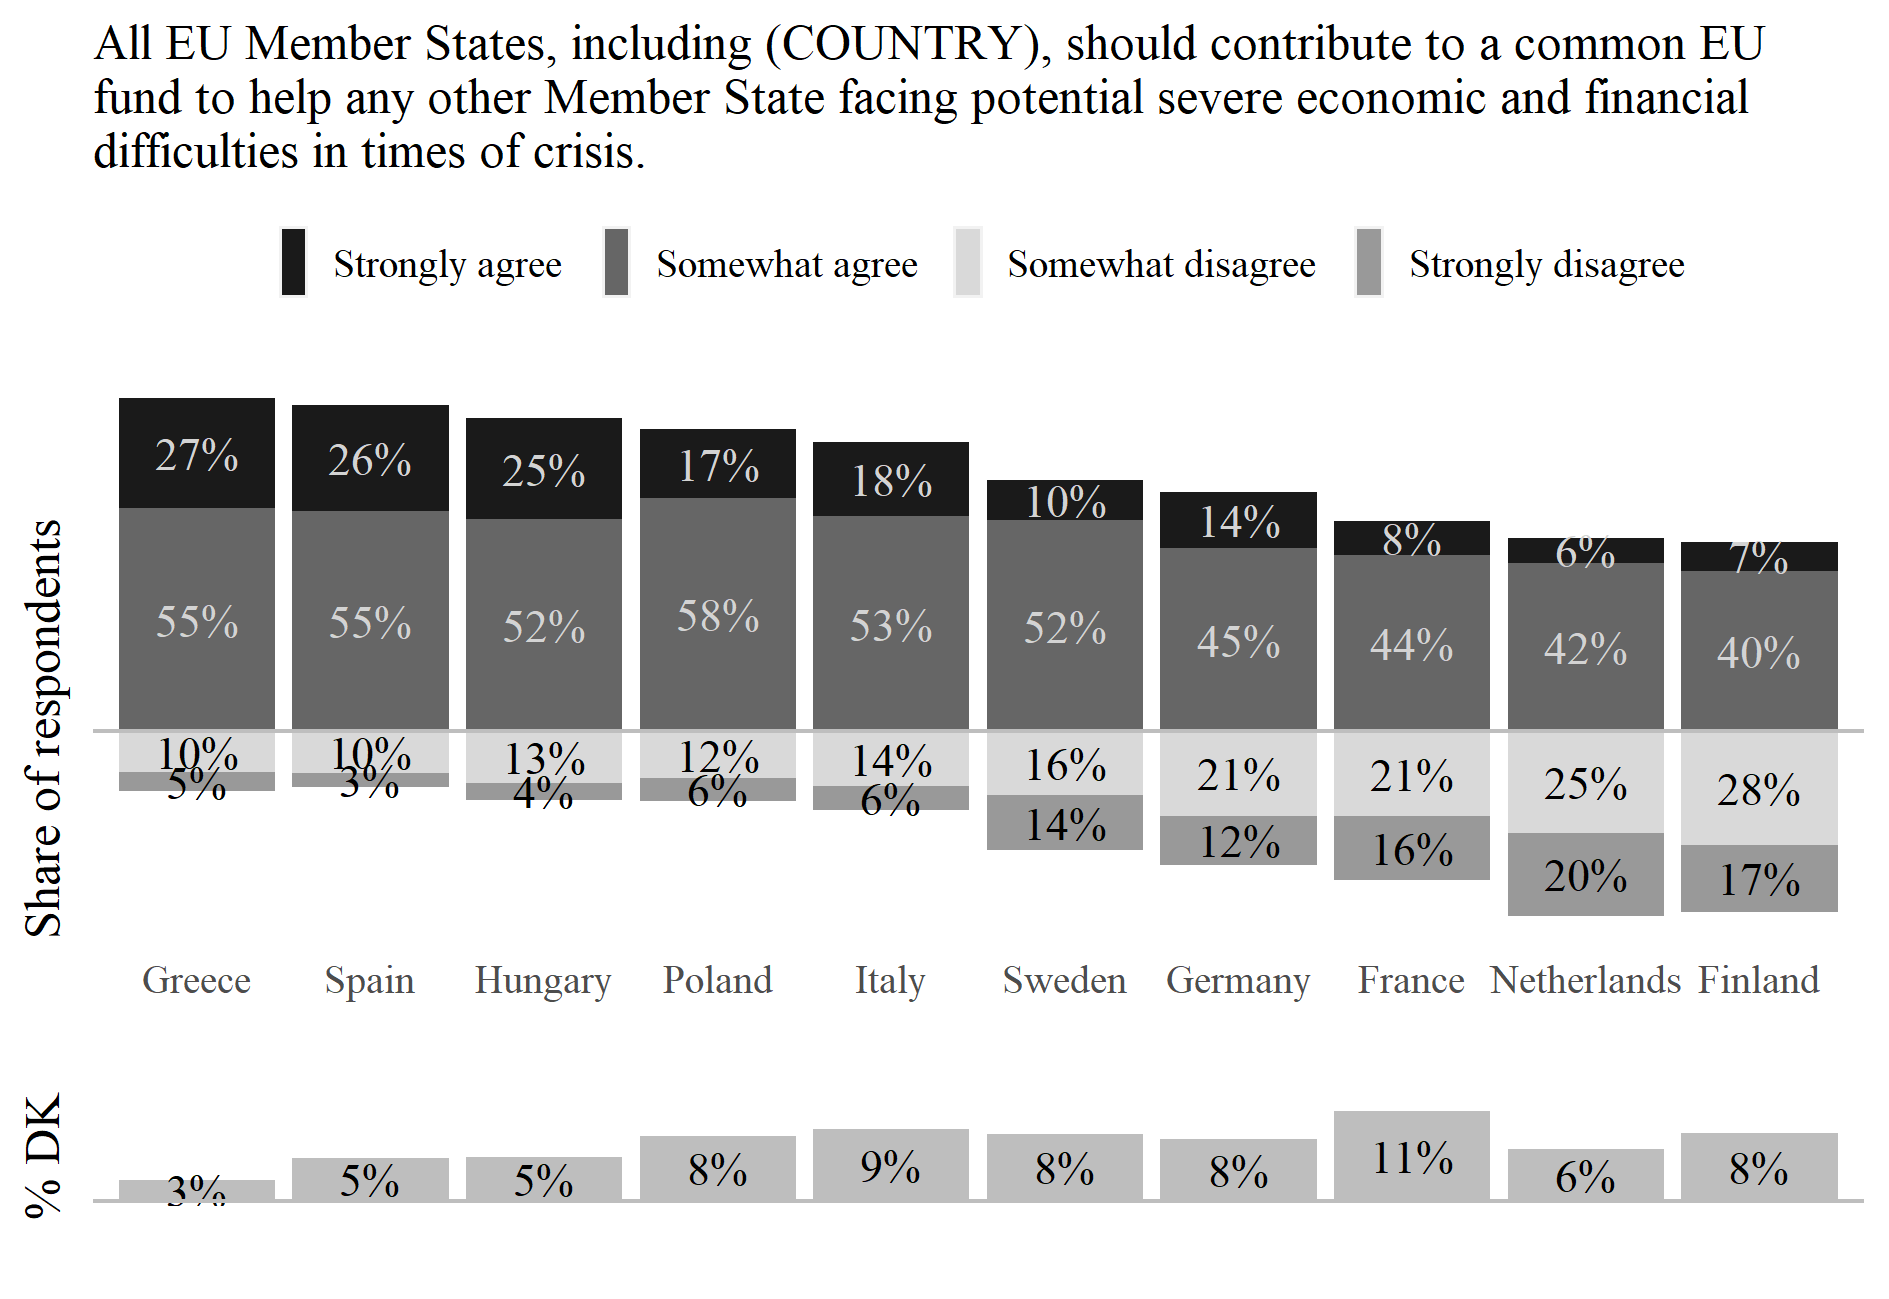 All EU Member States, including (COUNTRY), should contribute to a common EU
fund to help any other Member State facing potential severe economic and financial
difficulties in times of crisis.
Strongly agree Somewhat agree Somewhat disagree Strongly disagree
Share of respondents
27% 26% 25% 17% 18% 10% 14% 8% 6% 7%
55% 55% 52% 58% 53% 52% 45% 44% 42% 40%
10% 10% 13% 12% 14% 16% 21% 21% 25% 28%
5% 3% 4% 6% 6% 14% 12% 16% 20% 17%
Greece Spain Hungary Poland Italy Sweden Germany France Netherlands Finland
% DK
3% 5% 5% 8% 9% 8% 8% 11% 6% 8%